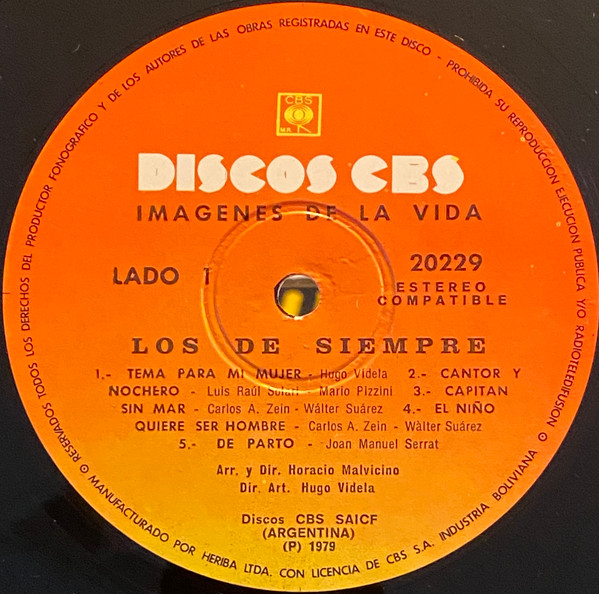 RESERVADOS TODOS LOS DERECHOS DEL PRODUCTOR FONOGRAFICO Y DE LOS AUTORES DE LAS OBRAS REGISTRADAS EN ESTE DISCO - PROHIBIDA SU REPRODUCCION EJECUCION PUBLICA Y/O RADIOTELEDIFUSION
CBS
DISCOS CBS
IMAGENES DE LA VIDA
LADO 1
20229
ESTEREO
COMPATIBLE
LOS DE SIEMPRE
1.- TEMA PARA MI MUJER - Hugo Videla 2.- CANTOR Y
NOCHERO - Luis Raúl Solari - Mario Pizzini 3.- CAPITAN
SIN MAR - Carlos A. Zein - Wálter Suárez 4.- EL NIÑO
QUIERE SER HOMBRE - Carlos A. Zein - Wàlter Suárez
5.- DE PARTO - Joan Manuel Serrat
Arr. y Dir. Horacio Malvicino
Dir. Art. Hugo Videla
Discos CBS SAICF
(ARGENTINA)
(P) 1979
MANUFACTURADO POR HERIBA LTDA. CON LICENCIA DE CBS S.A. INDUSTRIA BOLIVIANA